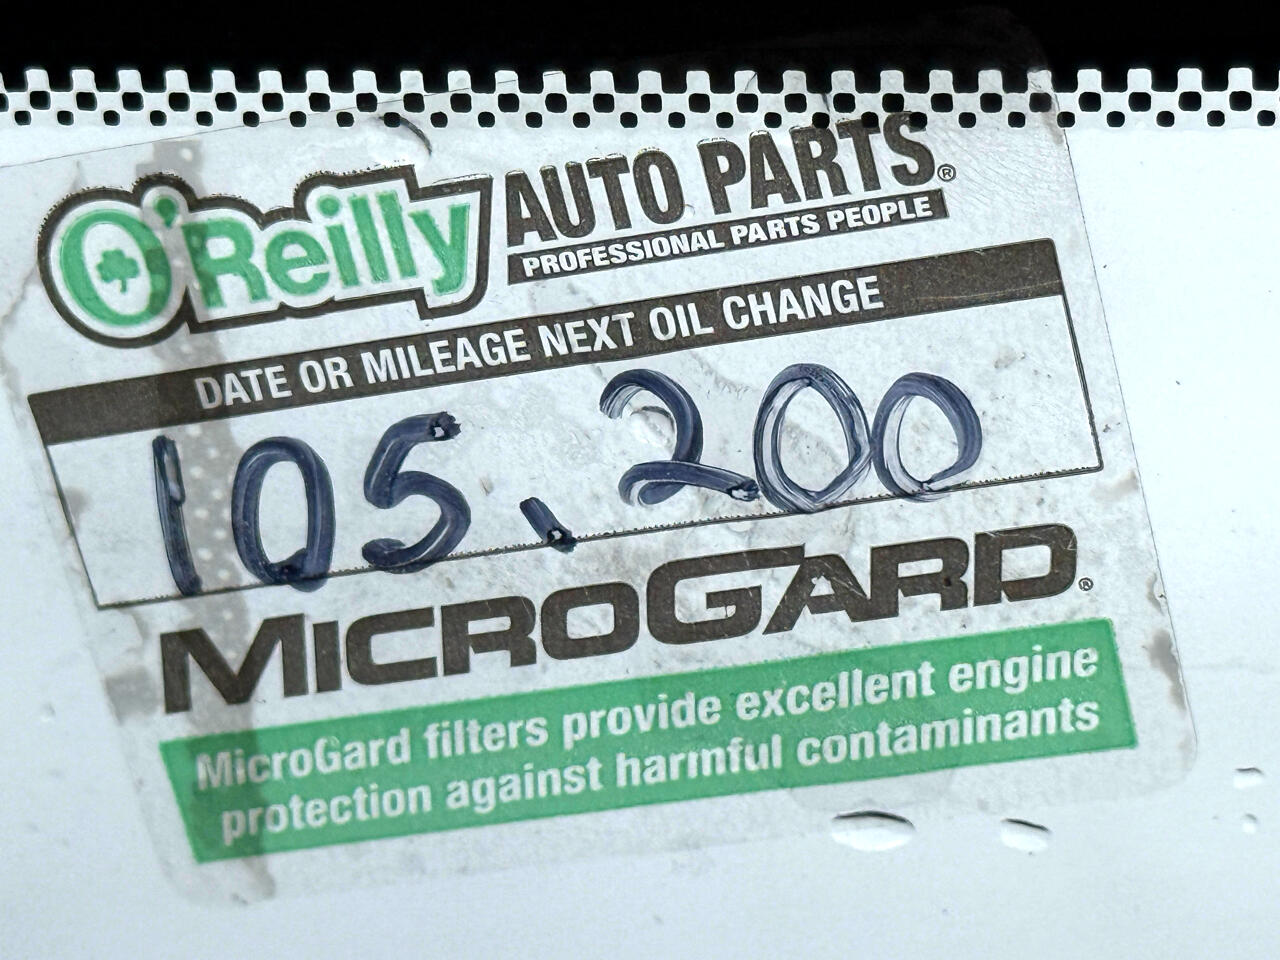 O'Reilly AUTO PARTS®
PROFESSIONAL PARTS PEOPLE
DATE OR MILEAGE NEXT OIL CHANGE
105,200
MICROGARD®
MicroGard filters provide excellent engine
protection against harmful contaminants